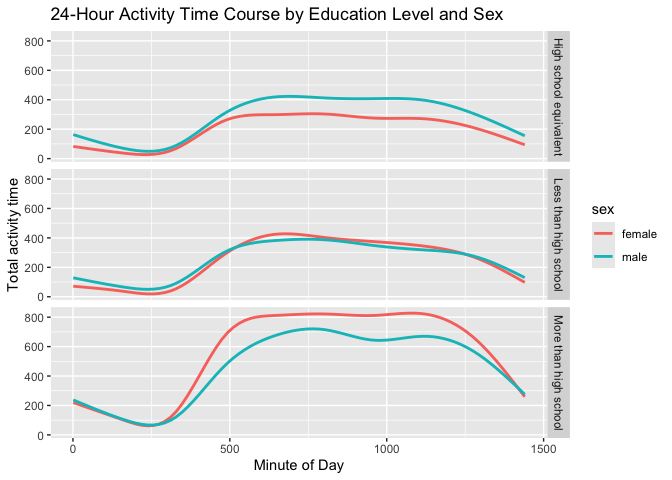 24-Hour Activity Time Course by Education Level and Sex
Total activity time
800
600
400
200
0
High school equivalent
800
600
400
200
0
Less than high school
800
600
400
200
0
More than high school
0
500
1000
1500
Minute of Day
sex
female
male